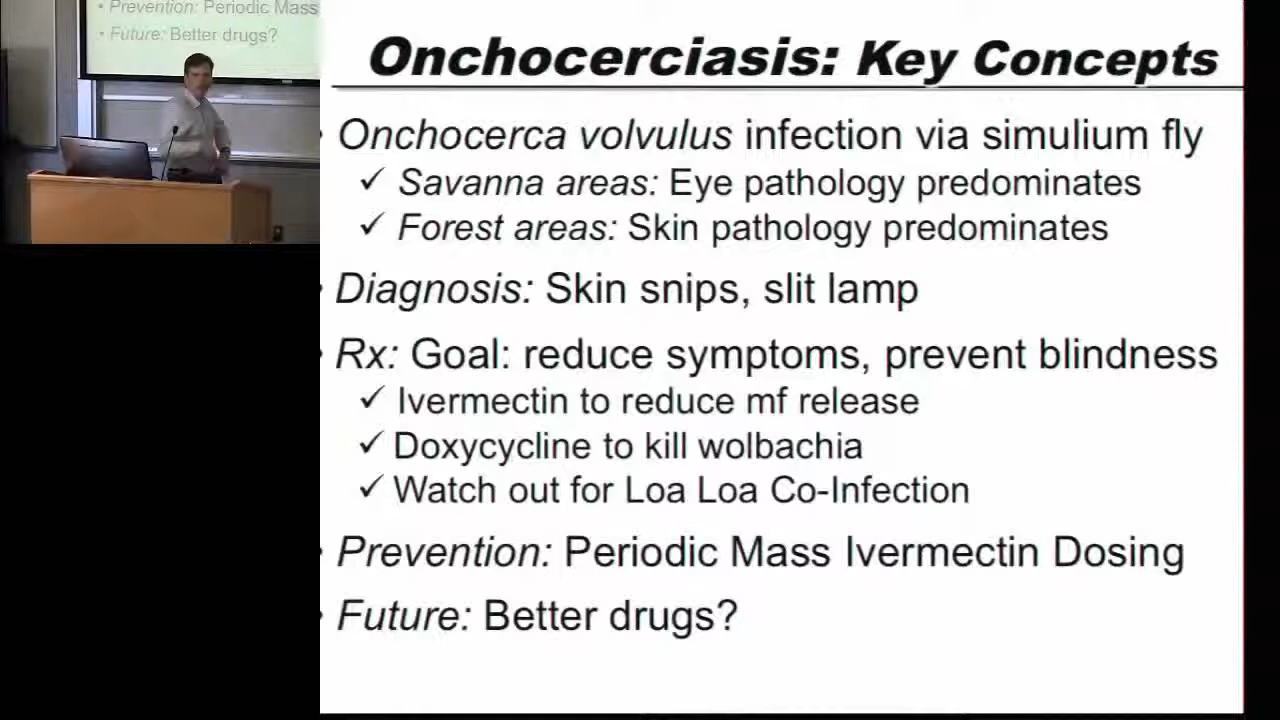 • Prevention: Periodic Mass
• Future: Better drugs?
Onchocerciasis: Key Concepts
• Onchocerca volvulus infection via simulium fly
✓ Savanna areas: Eye pathology predominates
✓ Forest areas: Skin pathology predominates
• Diagnosis: Skin snips, slit lamp
• Rx: Goal: reduce symptoms, prevent blindness
✓ Ivermectin to reduce mf release
✓ Doxycycline to kill wolbachia
✓ Watch out for Loa Loa Co-Infection
• Prevention: Periodic Mass Ivermectin Dosing
• Future: Better drugs?